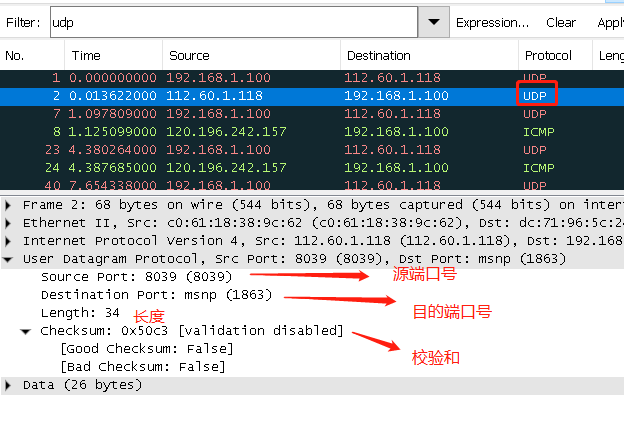 Filter: udp Expression... Clear Apply
No. Time Source Destination Protocol Leng
1 0.000000000 192.168.1.100 112.60.1.118 UDP
2 0.013622000 112.60.1.118 192.168.1.100 UDP
7 1.097809000 192.168.1.100 112.60.1.118 UDP
8 1.125099000 120.196.242.157 192.168.1.100 ICMP
23 4.380264000 192.168.1.100 112.60.1.118 UDP
24 4.387685000 120.196.242.157 192.168.1.100 ICMP
40 7.654338000 192.168.1.100 112.60.1.118 UDP
Frame 2: 68 bytes on wire (544 bits), 68 bytes captured (544 bits) on inter
Ethernet II, Src: c0:61:18:38:9c:62 (c0:61:18:38:9c:62), Dst: dc:71:96:5c:24
Internet Protocol Version 4, Src: 112.60.1.118 (112.60.1.118), Dst: 192.168
User Datagram Protocol, Src Port: 8039 (8039), Dst Port: msnp (1863)
Source Port: 8039 (8039) 源端口号
Destination Port: msnp (1863) 目的端口号
Length: 34 长度
Checksum: 0x50c3 [validation disabled] 校验和
[Good Checksum: False]
[Bad Checksum: False]
Data (26 bytes)